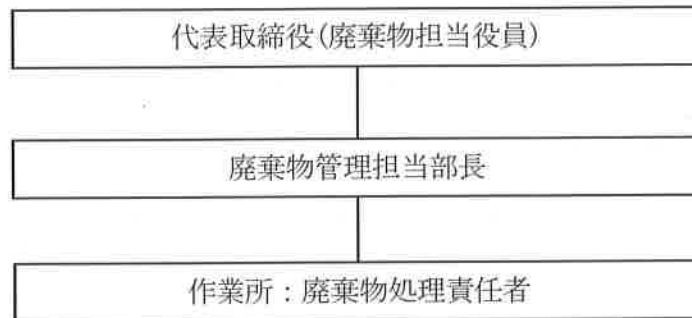 代表取締役(廃棄物担当役員)
廃棄物管理担当部長
作業所：廃棄物処理責任者